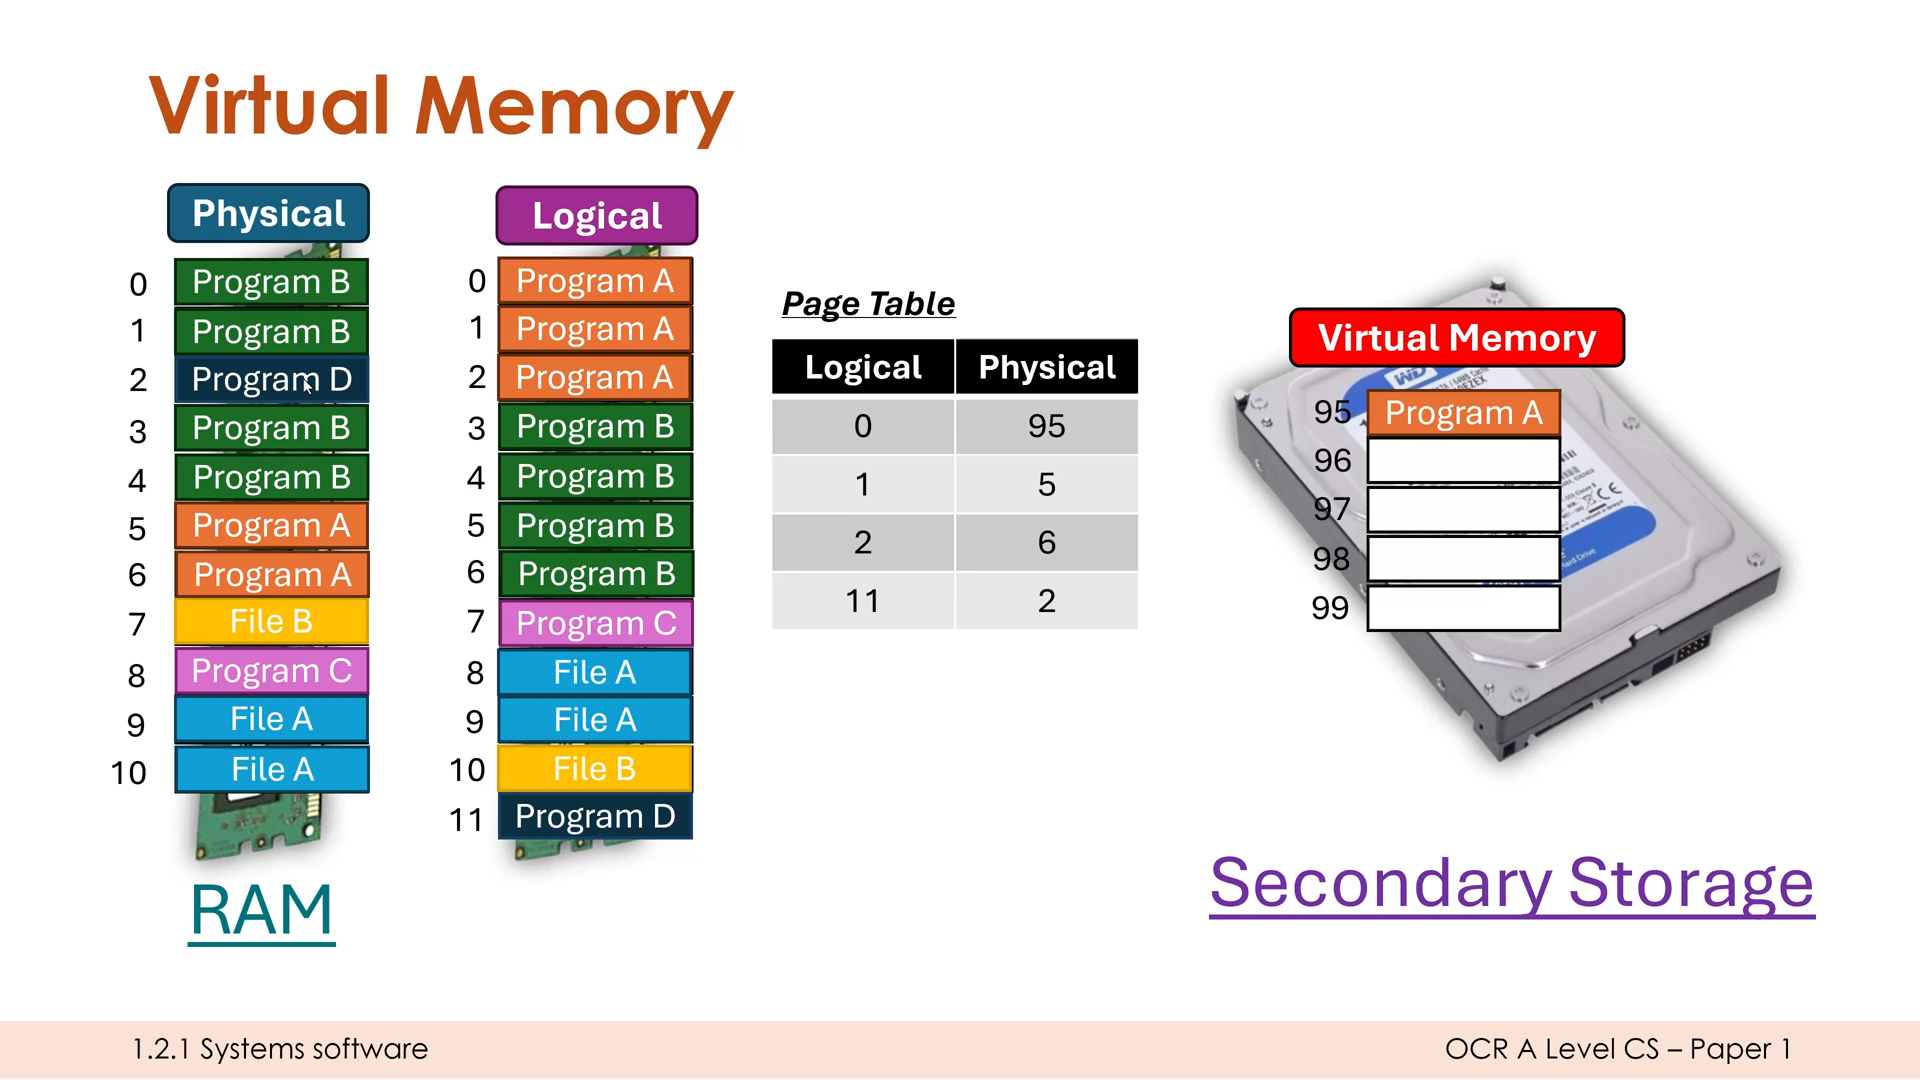 Virtual Memory
Physical
0 Program B
1 Program B
2 Program D
3 Program B
4 Program B
5 Program A
6 Program A
7 File B
8 Program C
9 File A
10 File A
RAM
Logical
0 Program A
1 Program A
2 Program A
3 Program B
4 Program B
5 Program B
6 Program B
7 Program C
8 File A
9 File A
10 File B
11 Program D
Page Table
Logical Physical
0 95
1 5
2 6
11 2
Virtual Memory
WD
95 Program A
96
97
98
99
Secondary Storage
1.2.1 Systems software
OCR A Level CS – Paper 1